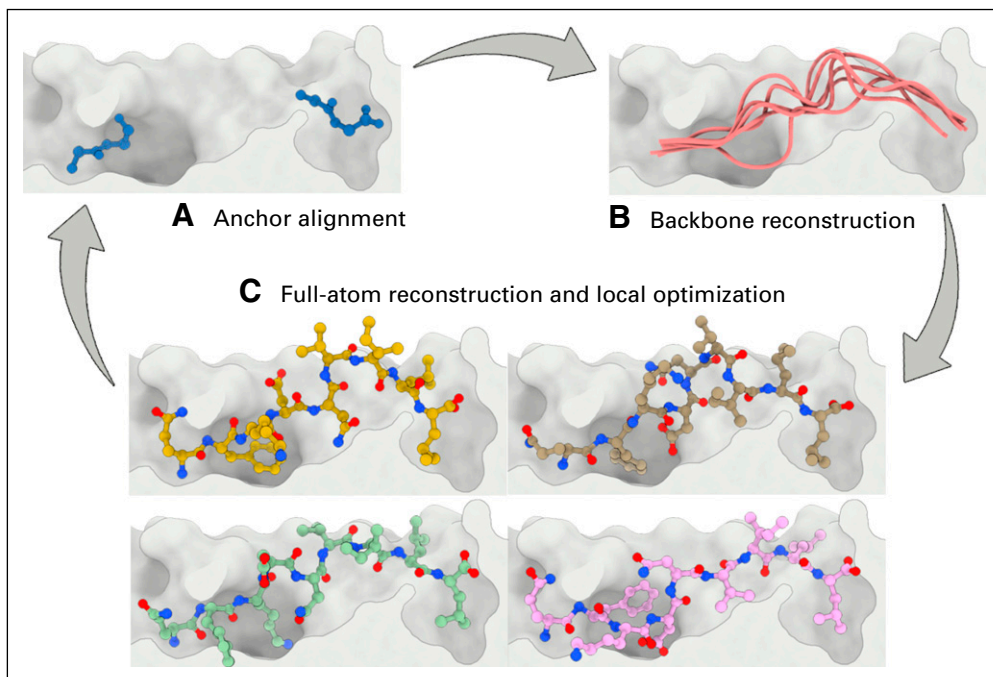 A Anchor alignment
B Backbone reconstruction
C Full-atom reconstruction and local optimization